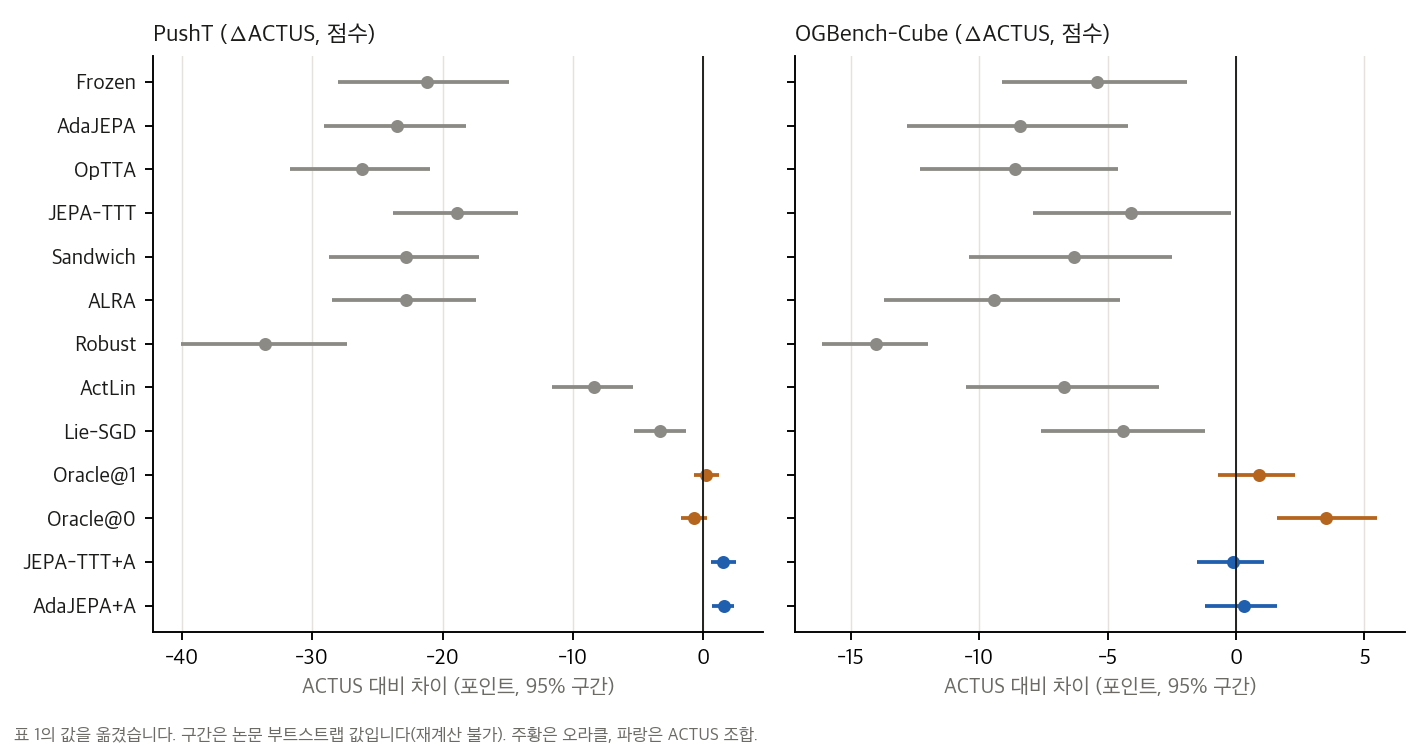 PushT (△ACTUS, 점수)
OGBench-Cube (△ACTUS, 점수)
Frozen
AdaJEPA
OpTTA
JEPA-TTT
Sandwich
ALRA
Robust
ActLin
Lie-SGD
Oracle@1
Oracle@0
JEPA-TTT+A
AdaJEPA+A
-40 -30 -20 -10 0
-15 -10 -5 0 5
ACTUS 대비 차이 (포인트, 95% 구간)
ACTUS 대비 차이 (포인트, 95% 구간)
표 1의 값을 옮겼습니다. 구간은 논문 부트스트랩 값입니다(재계산 불가). 주황은 오라클, 파랑은 ACTUS 조합.